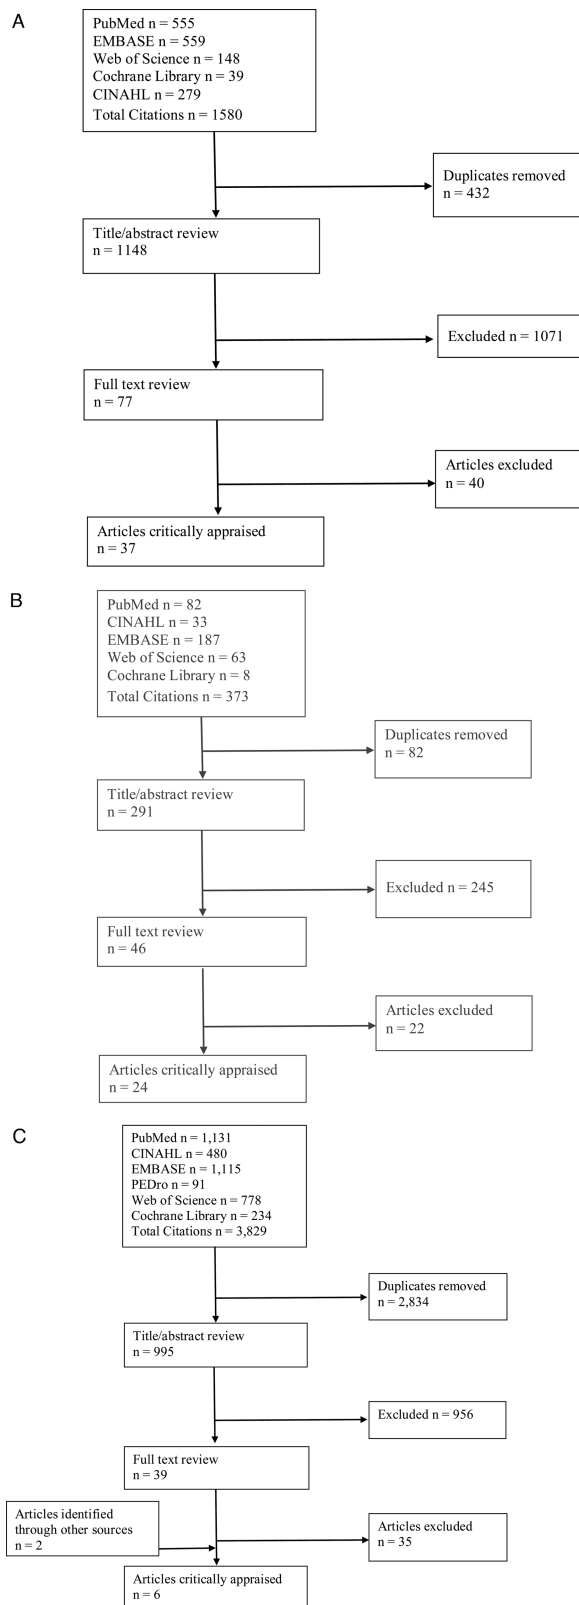 A
PubMed n = 555
EMBASE n = 559
Web of Science n = 148
Cochrane Library n = 39
CINAHL n = 279
Total Citations n = 1580
Duplicates removed
n = 432
Title/abstract review
n = 1148
Excluded n = 1071
Full text review
n = 77
Articles excluded
n = 40
Articles critically appraised
n = 37
B
PubMed n = 82
CINAHL n = 33
EMBASE n = 187
Web of Science n = 63
Cochrane Library n = 8
Total Citations n = 373
Duplicates removed
n = 82
Title/abstract review
n = 291
Excluded n = 245
Full text review
n = 46
Articles excluded
n = 22
Articles critically appraised
n = 24
C
PubMed n = 1,131
CINAHL n = 480
EMBASE n = 1,115
PEDro n = 91
Web of Science n = 778
Cochrane Library n = 234
Total Citations n = 3,829
Duplicates removed
n = 2,834
Title/abstract review
n = 995
Excluded n = 956
Full text review
n = 39
Articles identified
through other sources
n = 2
Articles excluded
n = 35
Articles critically appraised
n = 6